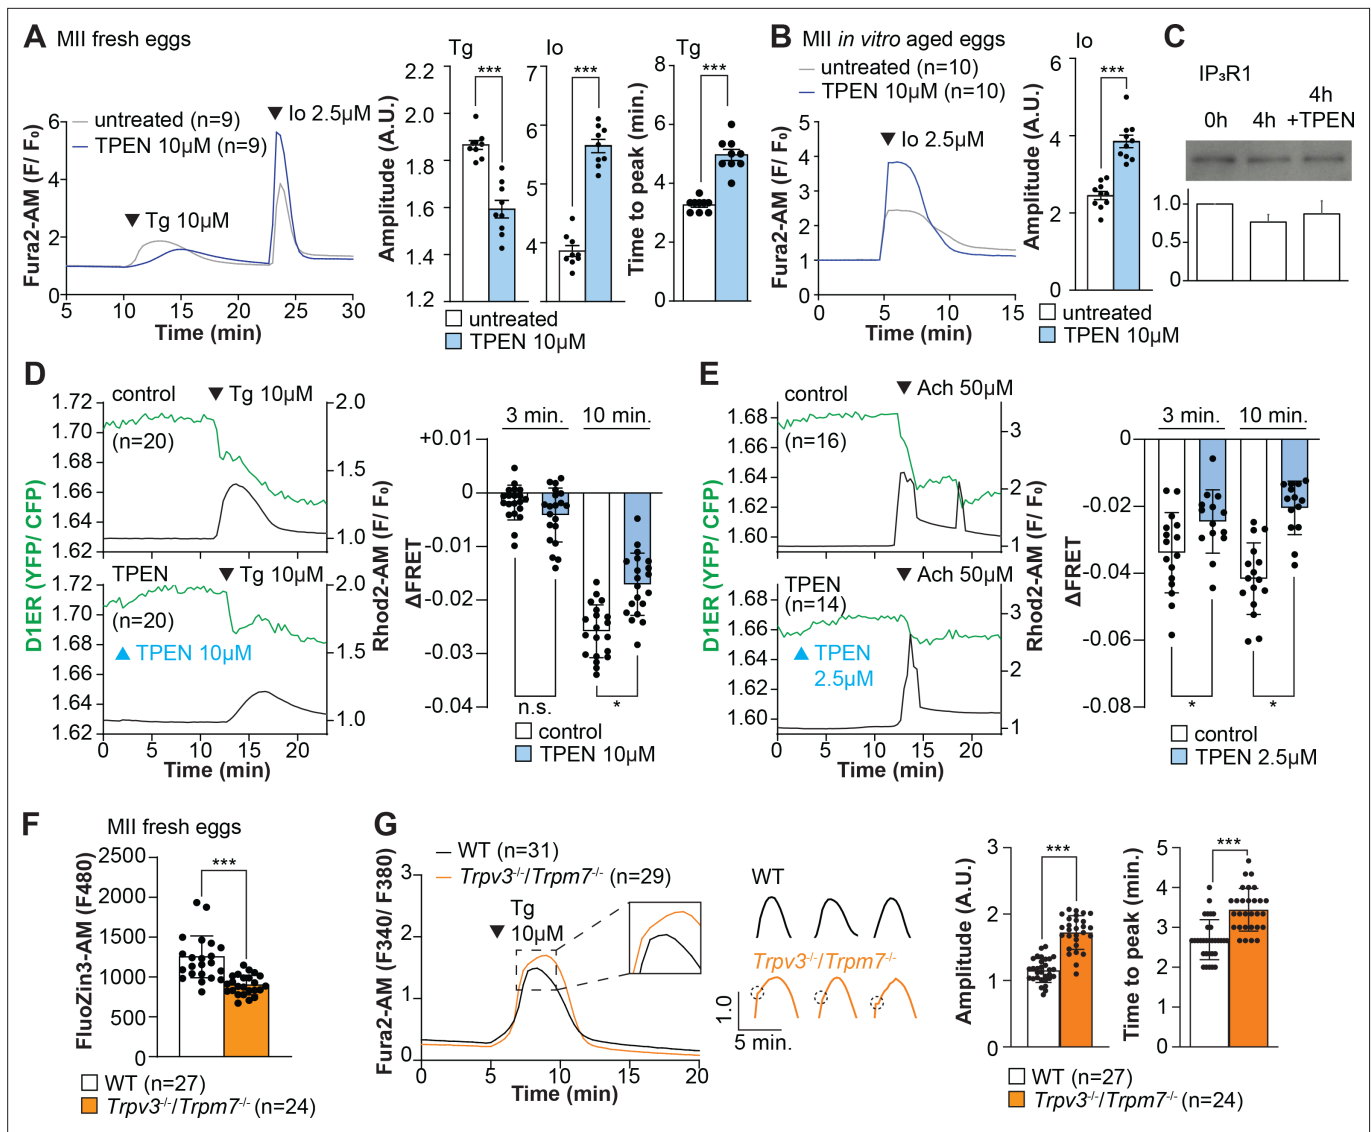 A MII fresh eggs
untreated (n=9)
TPEN 10µM (n=9)
Io 2.5µM
Tg 10µM
Fura2-AM (F/ F₀)
6
4
2
0
5 10 15 20 25 30
Time (min)
Tg
Amplitude (A.U.)
2.2
2.0
1.8
1.6
1.4
1.2
***
Io
7
6
5
4
***
Tg
Time to peak (min.)
8
6
4
2
0
***
untreated
TPEN 10µM
B MII in vitro aged eggs
untreated (n=10)
TPEN 10µM (n=10)
Io 2.5µM
Fura2-AM (F/ F₀)
5
4
3
2
1
0
0 5 10 15
Time (min)
Io
Amplitude (A.U.)
6
4
2
0
***
untreated
TPEN 10µM
C
IP₃R1
4h
0h 4h +TPEN
1.0
0.5
0
D
control
(n=20)
Tg 10µM
1.72
1.70
1.68
1.66
1.64
1.62
2.0
1.5
1.0
TPEN
(n=20)
Tg 10µM
TPEN 10µM
1.72
1.70
1.68
1.66
1.64
1.62
2.0
1.5
1.0
D1ER (YFP/ CFP)
Rhod2-AM (F/ F₀)
0 5 10 15 20
Time (min)
3 min. 10 min.
+0.01
0
-0.01
-0.02
-0.03
-0.04
ΔFRET
n.s.
*
control
TPEN 10µM
E
control
(n=16)
Ach 50µM
1.68
1.66
1.64
1.62
1.60
3
2
1
TPEN
(n=14)
Ach 50µM
TPEN
2.5µM
1.68
1.66
1.64
1.62
1.60
3
2
1
D1ER (YFP/ CFP)
Rhod2-AM (F/ F₀)
0 5 10 15 20
Time (min)
3 min. 10 min.
0
-0.02
-0.04
-0.06
-0.08
ΔFRET
*
*
control
TPEN 2.5µM
F
MII fresh eggs
FluoZin3-AM (F480)
2500
2000
1500
1000
500
0
***
WT (n=27)
Trpv3-/-/Trpm7-/- (n=24)
G
WT (n=31)
Trpv3-/-/Trpm7-/- (n=29)
Tg
10µM
Fura2-AM (F340/ F380)
3
2
1
0
0 5 10 15 20
Time (min)
WT
Trpv3-/-/Trpm7-/-
1.0
5 min.
Amplitude (A.U.)
3
2
1
0
***
Time to peak (min.)
5
4
3
2
1
0
***
WT (n=27)
Trpv3-/-/Trpm7-/- (n=24)